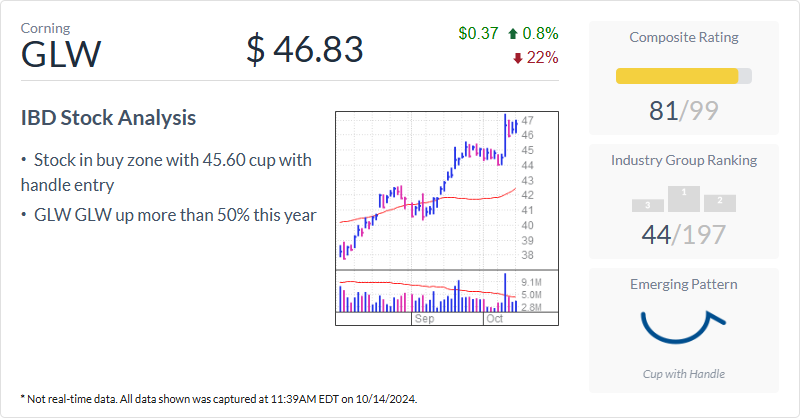 Corning
GLW
$ 46.83
$0.37 0.8%
22%
IBD Stock Analysis
• Stock in buy zone with 45.60 cup with
handle entry
• GLW GLW up more than 50% this year
47
46
45
44
43
42
41
40
39
38
9.1M
5.0M
2.8M
Sep
Oct
Composite Rating
81/99
Industry Group Ranking
3
1
2
44/197
Emerging Pattern
Cup with Handle
* Not real-time data. All data shown was captured at 11:39AM EDT on 10/14/2024.